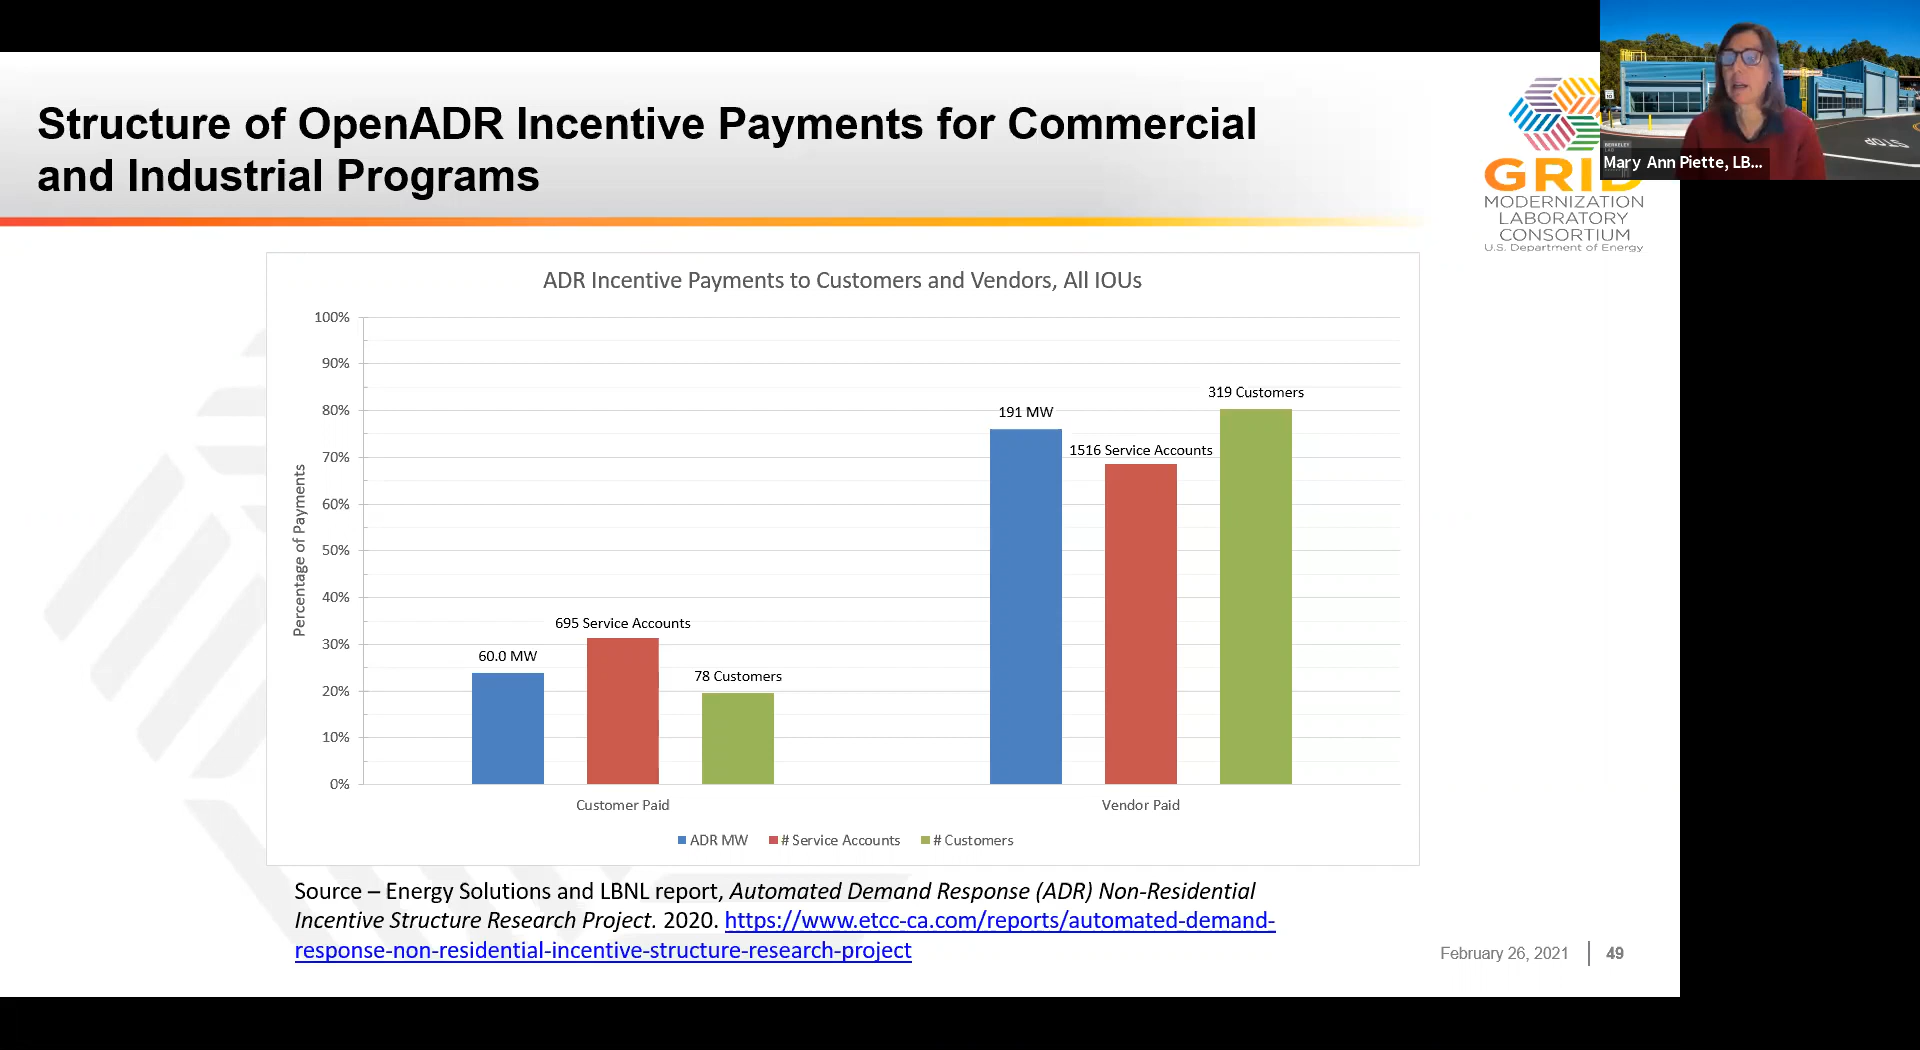 Structure of OpenADR Incentive Payments for Commercial
and Industrial Programs
Mary Ann Piette, LB...
GRID
MODERNIZATION
LABORATORY
CONSORTIUM
U.S. Department of Energy
ADR Incentive Payments to Customers and Vendors, All IOUs
Percentage of Payments
100%
90%
80%
70%
60%
50%
40%
30%
20%
10%
0%
60.0 MW
695 Service Accounts
78 Customers
191 MW
1516 Service Accounts
319 Customers
Customer Paid
Vendor Paid
ADR MW
# Service Accounts
# Customers
Source – Energy Solutions and LBNL report, Automated Demand Response (ADR) Non-Residential
Incentive Structure Research Project. 2020. https://www.etcc-ca.com/reports/automated-demand-
response-non-residential-incentive-structure-research-project
February 26, 2021
49
STOP